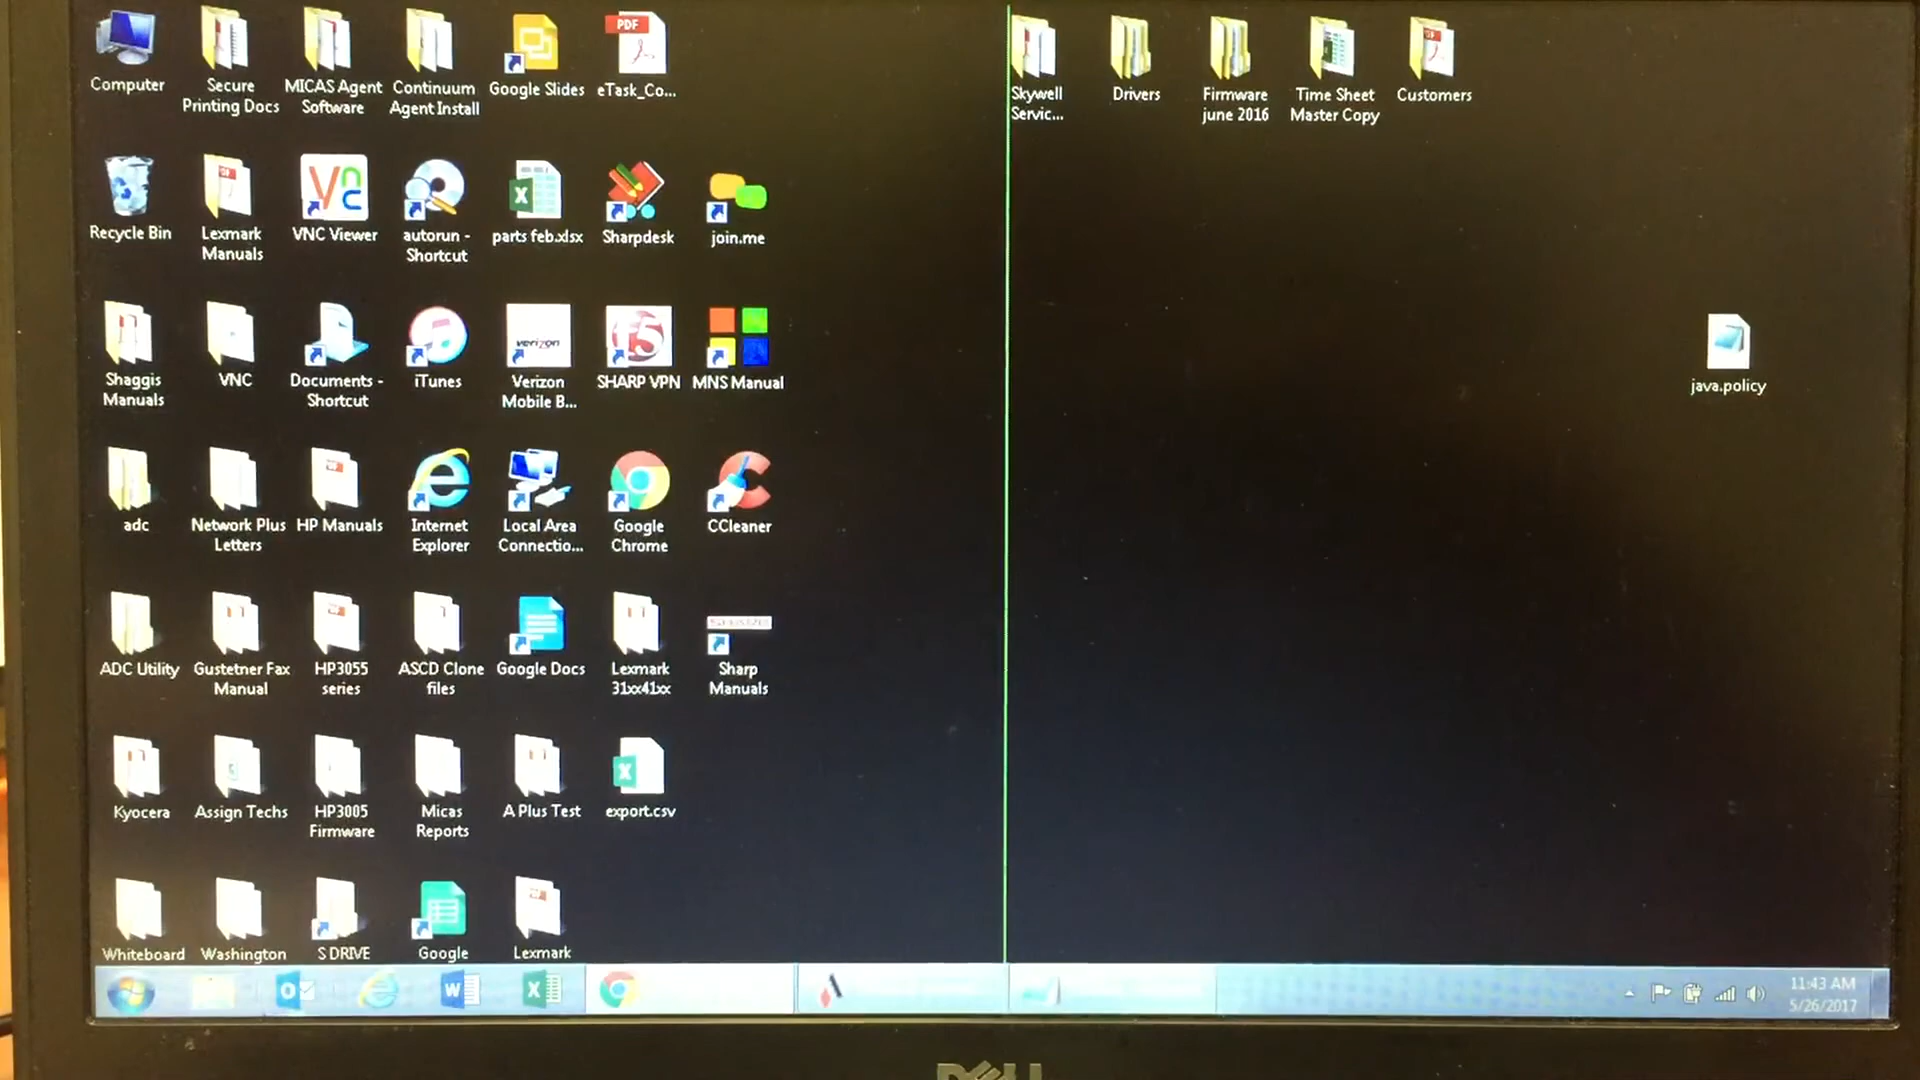 Computer
Secure
Printing Docs
MICAS Agent
Software
Continuum
Agent Install
Google Slides
PDF
eTask_Co...
Skywell
Servic...
Drivers
Firmware
june 2016
Time Sheet
Master Copy
Customers
Recycle Bin
Lexmark
Manuals
VNC Viewer
autorun -
Shortcut
parts feb.xlsx
Sharpdesk
join.me
Shaggis
Manuals
VNC
Documents -
Shortcut
iTunes
verizon
Verizon
Mobile B...
f5
SHARP VPN
MNS Manual
java.policy
adc
Network Plus
Letters
HP Manuals
Internet
Explorer
Local Area
Connectio...
Google
Chrome
CCleaner
ADC Utility
Gustetner Fax
Manual
HP3055
series
ASCD Clone
files
Google Docs
Lexmark
31xx41xx
Sharp
Manuals
Kyocera
Assign Techs
HP3005
Firmware
Micas
Reports
A Plus Test
export.csv
Whiteboard
Washington
S DRIVE
Google
Lexmark
11:43 AM
5/26/2017
DELL